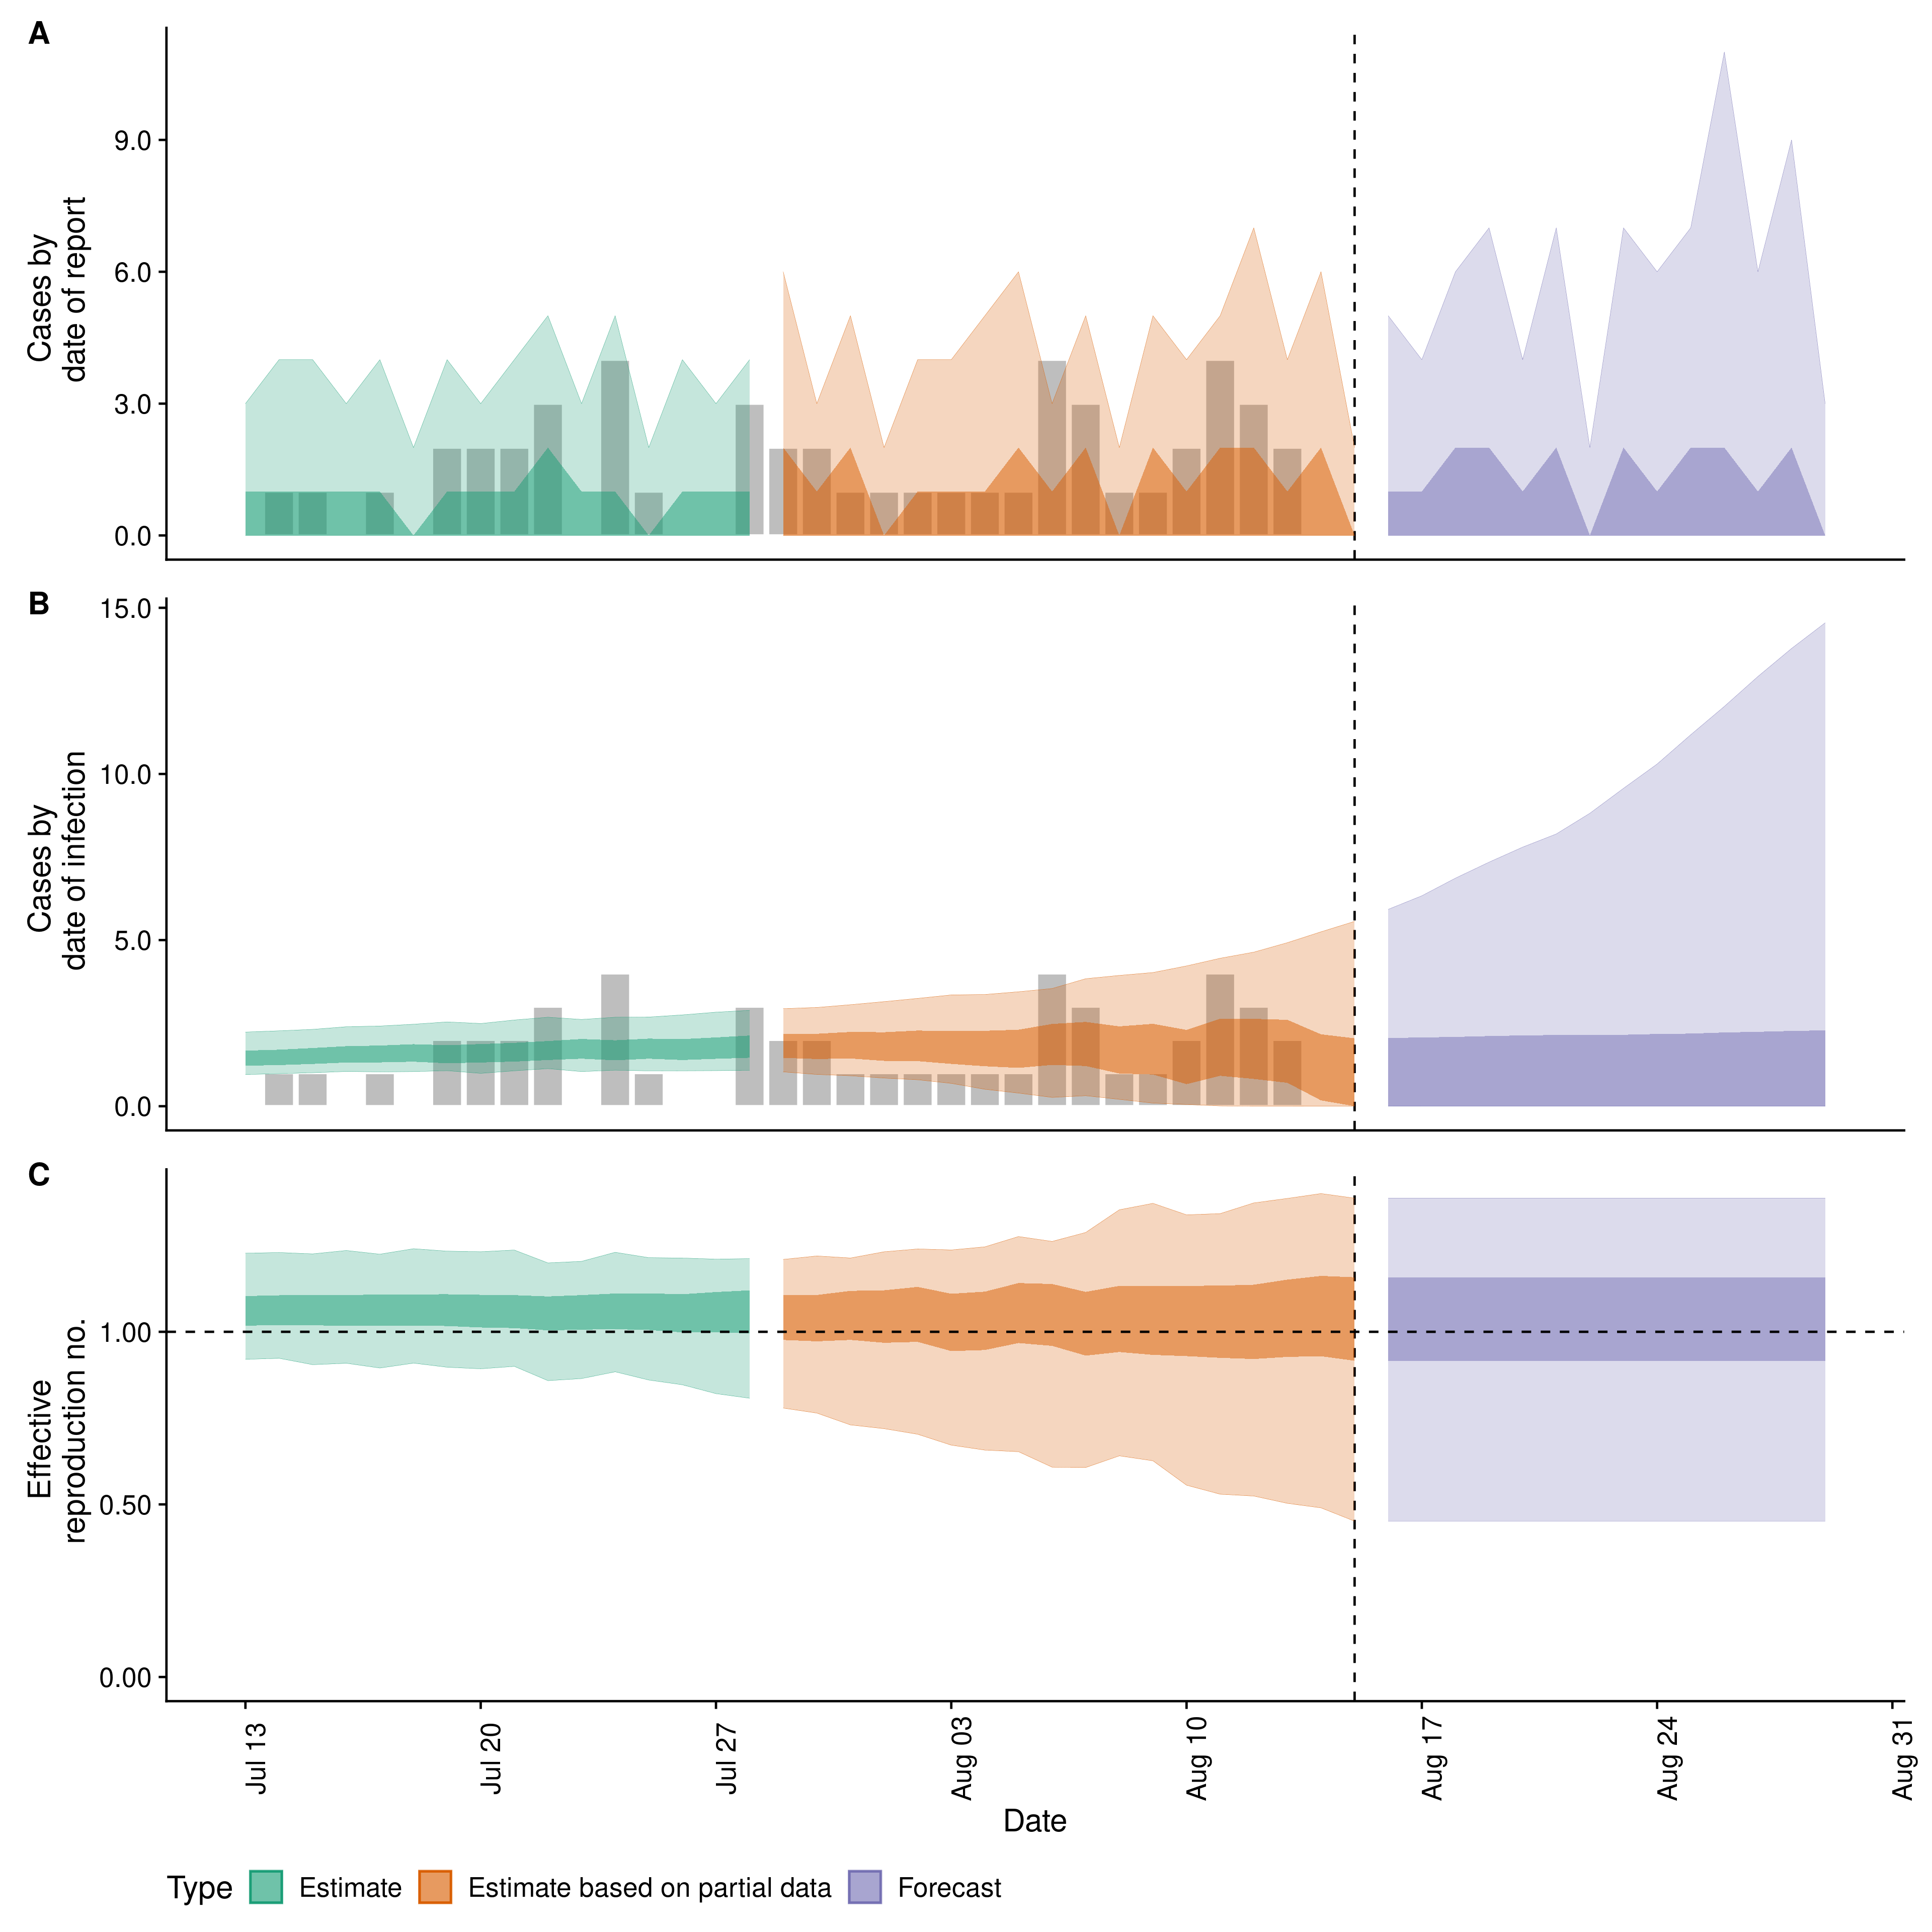 A
Cases by
date of report
9.0
6.0
3.0
0.0
B
Cases by
date of infection
15.0
10.0
5.0
0.0
C
Effective
reproduction no.
1.00
0.50
0.00
Jul 13
Jul 20
Jul 27
Aug 03
Aug 10
Aug 17
Aug 24
Aug 31
Date
Type Estimate Estimate based on partial data Forecast